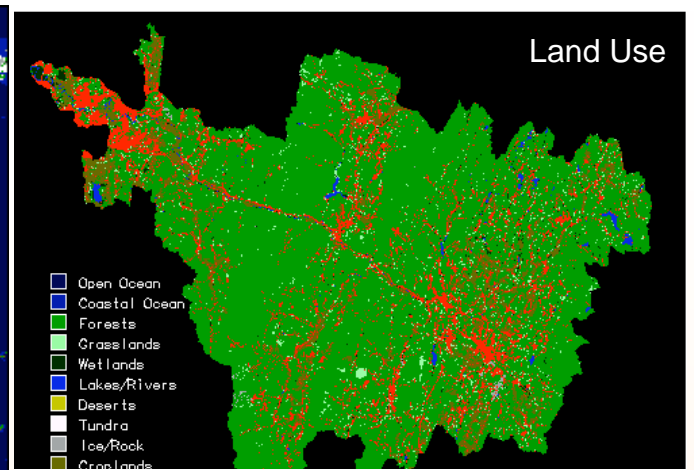 Land Use
Open Ocean
Coastal Ocean
Forests
Grasslands
Wetlands
Lakes/Rivers
Deserts
Tundra
Ice/Rock
Croplands